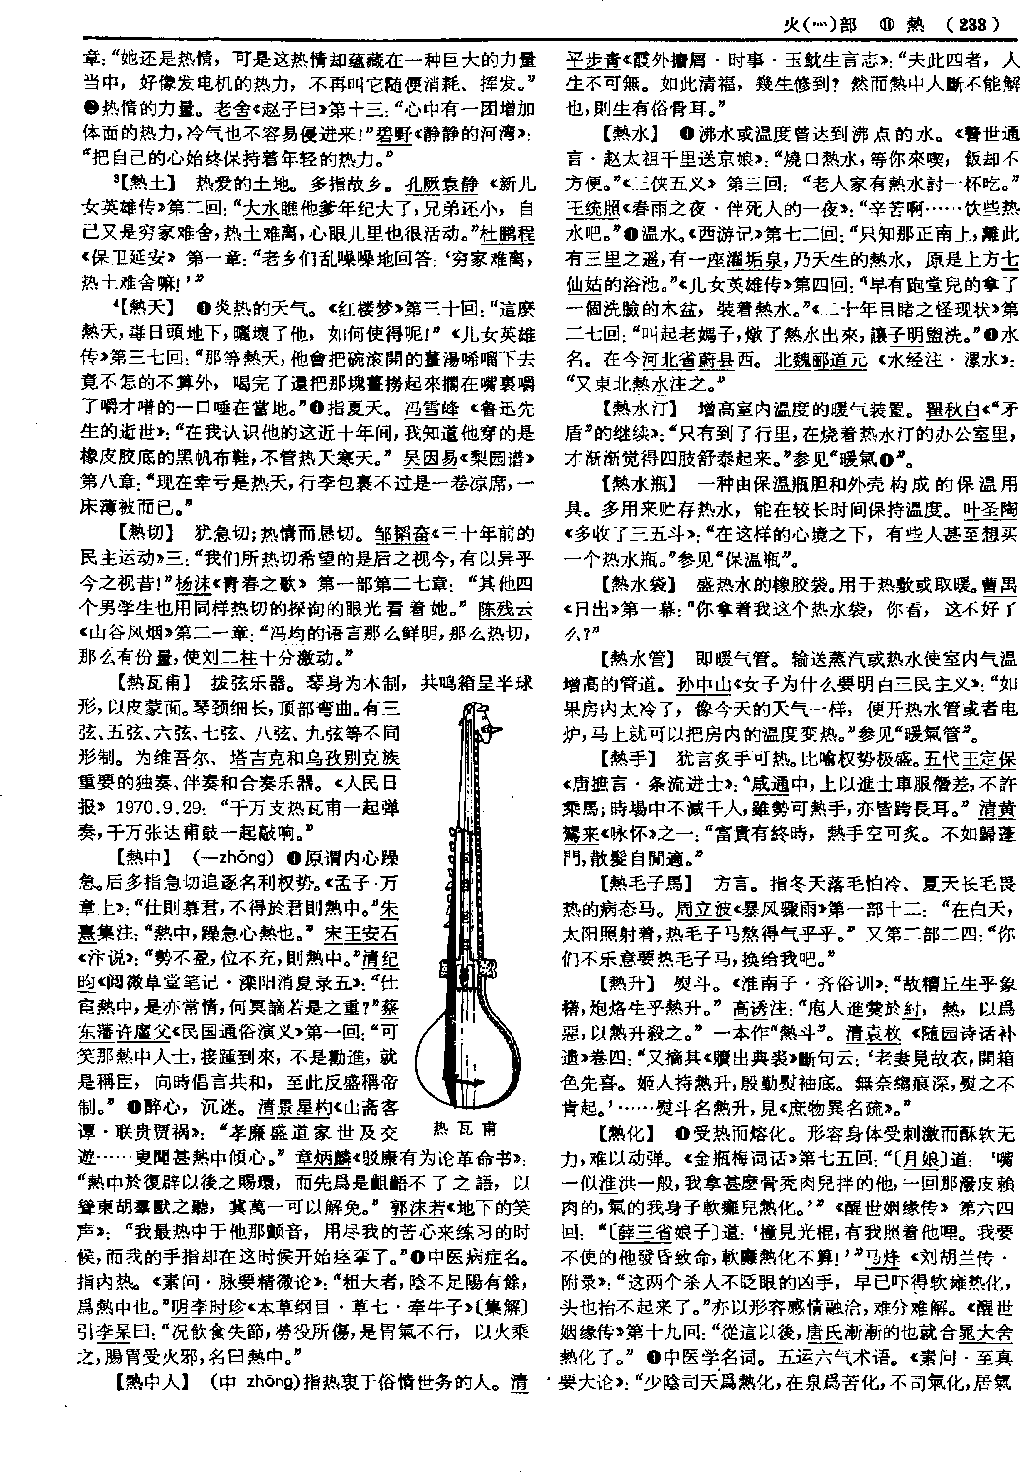 火(灬)部 ⑪ 熱 (233)
章：“她还是热情，可是这热情却蕴藏在一种巨大的力量
当中，好像发电机的热力，不再叫它随便消耗、挥发。”
❷热情的力量。老舍《赵子曰》第十三：“心中有一团增加
体面的热力，冷气也不容易侵进来！”碧野《静静的河湾》：
“把自己的心始终保持着年轻的热力。”
³【熱土】 热爱的土地。多指故乡。孔厥袁静《新儿
女英雄传》第二回：“大水瞧他爹年纪大了，兄弟还小，自
己又是穷家难舍，热土难离，心眼儿里也很活动。”杜鹏程
《保卫延安》第一章：“老乡们乱嘈嘈地回答：‘穷家难离，
热土难舍嘛！’”
⁴【熱天】 ❶炎热的天气。《红楼梦》第三十回：“這麽
熱天，毒日頭地下，曬壞了他，如何使得呢！”《儿女英雄
传》第三七回：“那等熱天，他會把碗滾開的薑湯唏㗀下去
竟不怎的不算外，喝完了還把那塊薑撈起來擱在嘴裏嚼
了嚼才嗗的一口唾在當地。”❷指夏天。冯雪峰《鲁迅先
生的逝世》：“在我认识他的这近十年间，我知道他穿的是
橡皮胶底的黑帆布鞋，不管热天寒天。”吴因易《梨园谱》
第八章：“现在幸亏是热天，行李包裹不过是一卷凉席，一
床薄被而已。”
【熱切】 犹急切；热情而恳切。邹韬奋《三十年前的
民主运动》三：“我们所热切希望的是后之视今，有以异乎
今之视昔！”杨沫《青春之歌》第一部第二七章：“其他四
个男学生也用同样热切的探询的眼光看着她。”陈残云
《山谷风烟》第二一章：“冯均的语言那么鲜明，那么热切，
那么有份量，使刘二柱十分激动。”
【熱瓦甫】 拨弦乐器。琴身为木制，共鸣箱呈半球
形，以皮蒙面。琴颈细长，顶部弯曲。有三
弦、五弦、六弦、七弦、八弦、九弦等不同
形制。为维吾尔、塔吉克和乌孜别克族
重要的独奏、伴奏和合奏乐器。《人民日
报》1970.9.29：“千万支热瓦甫一起弹
奏，千万张达甫鼓一起敲响。”
【熱中】 （—zhōng）❶原谓内心躁
急。后多指急切追逐名利权势。《孟子·万
章上》：“仕則慕君，不得於君則熱中。”朱
熹集注：“熱中，躁急心熱也。”宋王安石
《汴说》：“勢不盈，位不充，則熱中。”清纪
昀《阅微草堂笔记·滦阳消夏录五》：“仕
宦熱中，是亦常情，何冥謫若是之重？”蔡
东藩许廑父《民国通俗演义》第一回：“可
笑那熱中人士，接踵到來，不是勸進，就
是稱臣，向時倡言共和，至此反盛稱帝
制。”❷醉心，沉迷。清景星杓《山斋客
谭·联贵贾祸》：“孝廉盛道家世及交
遊……叟聞甚熱中傾心。”章炳麟《驳康有为论革命书》：
“熱中於復辟以後之賜環，而先爲是齟齬不了之語，以
聳東胡羣獸之聽，冀萬一可以解免。”郭沫若《地下的笑
声》：“我最热中于他那颤音，用尽我的苦心来练习的时
候，而我的手指却在这时候开始痉挛了。”❸中医病症名。
指内热。《素问·脉要精微论》：“粗大者，陰不足陽有餘，
爲熱中也。”明李时珍《本草纲目·草七·牵牛子》〔集解〕
引李杲曰：“況飲食失節，勞役所傷，是胃氣不行，以火乘
之，腸胃受火邪，名曰熱中。”
【熱中人】 （中 zhōng）指热衷于俗情世务的人。清
热瓦甫
平步青《霞外攟屑·时事·玉鱿生言志》：“夫此四者，人
生不可無。如此清福，幾生修到？然而熱中人斷不能解
也，則生有俗骨耳。”
【熱水】 ❶沸水或温度曾达到沸点的水。《警世通
言·赵太祖千里送京娘》：“燒口熱水，等你來喫，飯却不
方便。”《三侠五义》第三回：“老人家有熱水討一杯吃。”
王统照《春雨之夜·伴死人的一夜》：“辛苦啊……饮些热
水吧。”❷温水。《西游记》第七二回：“只知那正南上，離此
有三里之遥，有一座濯垢泉，乃天生的熱水，原是上方七
仙姑的浴池。”《儿女英雄传》第四回：“早有跑堂兒的拿了
一個洗臉的木盆，裝着熱水。”《二十年目睹之怪现状》第
二七回：“叫起老媽子，燉了熱水出來，讓子明盥洗。”❸水
名。在今河北省蔚县西。北魏郦道元《水经注·㶟水》：
“又東北熱水注之。”
【熱水汀】 增高室内温度的暖气装置。瞿秋白《“矛
盾”的继续》：“只有到了行里，在烧着热水汀的办公室里，
才渐渐觉得四肢舒泰起来。”参见“暖氣❶”。
【熱水瓶】 一种由保温瓶胆和外壳构成的保温用
具。多用来贮存热水，能在较长时间保持温度。叶圣陶
《多收了三五斗》：“在这样的心境之下，有些人甚至想买
一个热水瓶。”参见“保温瓶”。
【熱水袋】 盛热水的橡胶袋。用于热敷或取暖。曹禺
《日出》第一幕：“你拿着我这个热水袋，你看，这不好了
么？”
【熱水管】 即暖气管。输送蒸汽或热水使室内气温
增高的管道。孙中山《女子为什么要明白三民主义》：“如
果房内太冷了，像今天的天气一样，便开热水管或者电
炉，马上就可以把房内的温度变热。”参见“暖氣管”。
【熱手】 犹言炙手可热。比喻权势极盛。五代王定保
《唐摭言·条流进士》：“咸通中，上以進士車服僭差，不許
乘馬；時場中不減千人，雖勢可熱手，亦皆跨長耳。”清黄
鷟来《咏怀》之一：“富貴有終時，熱手空可炙。不如歸蓬
門，散髮自閒適。”
【熱毛子馬】 方言。指冬天落毛怕冷、夏天长毛畏
热的病态马。周立波《暴风骤雨》第一部十二：“在白天，
太阳照射着，热毛子马熬得气乎乎。”又第二部二四：“你
们不乐意要热毛子马，换给我吧。”
【熱升】 熨斗。《淮南子·齐俗训》：“故糟丘生乎象
櫡，炮烙生乎熱升。”高诱注：“庖人進羹於紂，熱，以爲
惡，以熱升殺之。”一本作“熱斗”。清袁枚《随园诗话补
遗》卷四：“又摘其《贖出典裘》斷句云：‘老妻見故衣，開箱
色先喜。姬人持熱升，殷勤熨袖底。無奈縐痕深，熨之不
肯起。’……熨斗名熱升，見《庶物異名疏》。”
【熱化】 ❶受热而熔化。形容身体受刺激而酥软无
力，难以动弹。《金瓶梅词话》第七五回：“〔月娘〕道：‘嘴
一似淮洪一般，我拿甚麽骨秃肉兒拌的他，一回那潑皮賴
肉的，氣的我身子軟癱兒熱化。’”《醒世姻缘传》第六四
回：“〔薛三省娘子〕道：‘撞見光棍，有我照着他哩。我要
不使的他發昏致命，軟癱熱化不算！’”马烽《刘胡兰传·
附录》：“这两个杀人不眨眼的凶手，早已吓得软瘫热化，
头也抬不起来了。”亦以形容感情融洽，难分难解。《醒世
姻缘传》第十九回：“從這以後，唐氏漸漸的也就合晁大舍
熱化了。”❷中医学名词。五运六气术语。《素问·至真
要大论》：“少陰司天爲熱化，在泉爲苦化，不司氣化，居氣